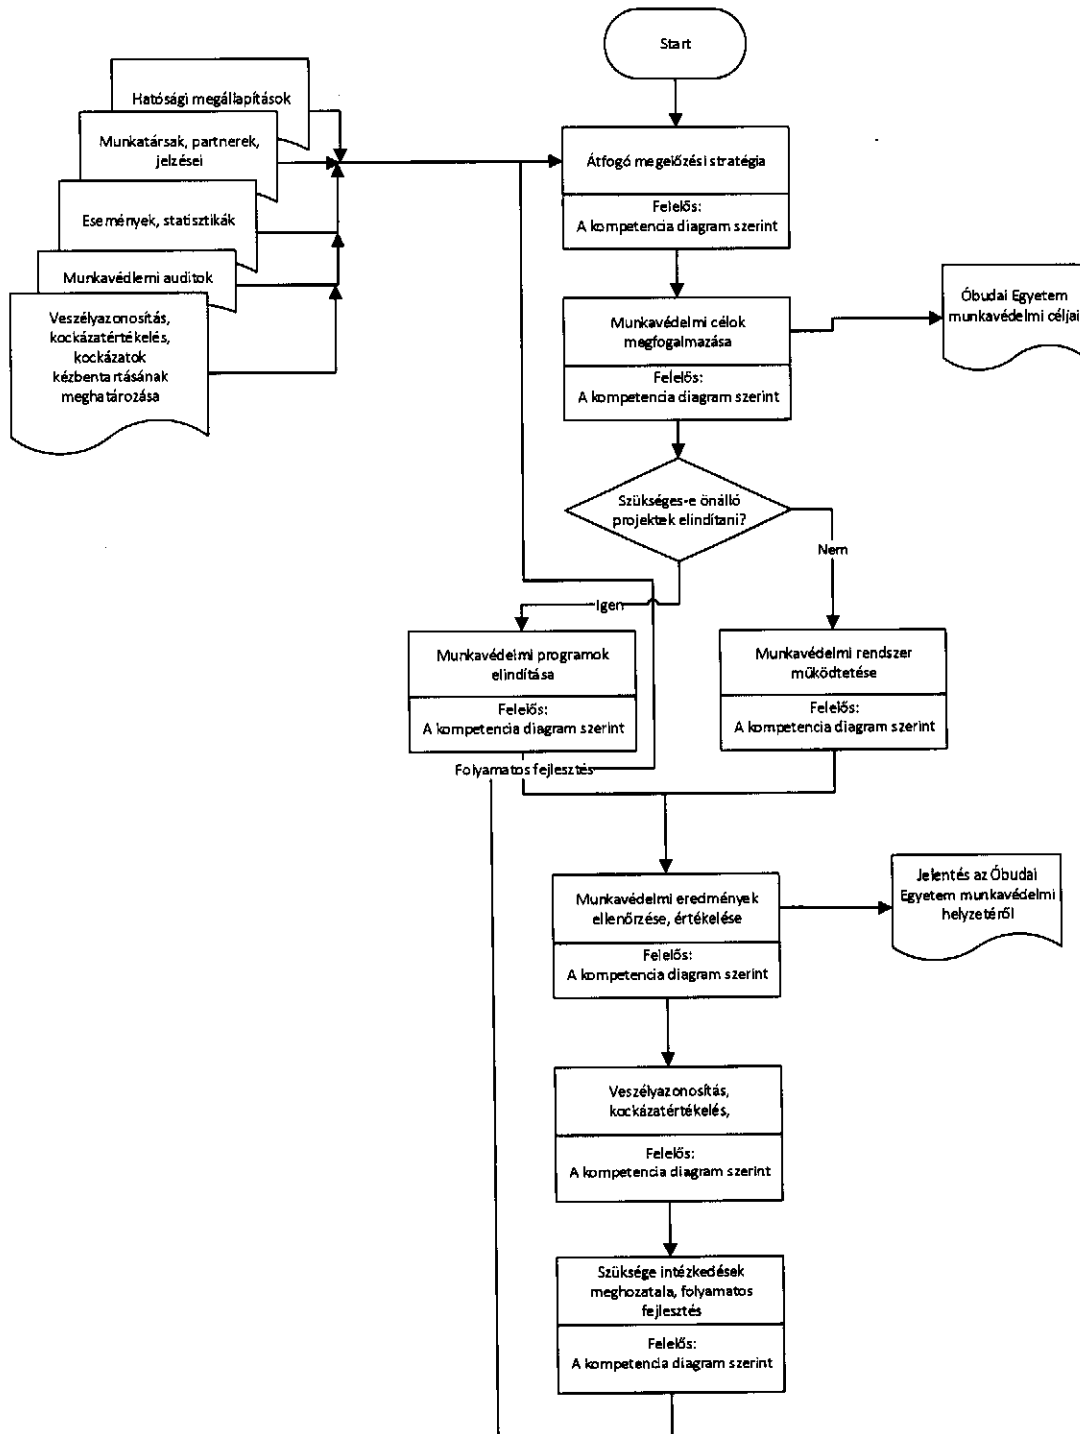 Start
Hatósági megállapítások
Munkatársak, partnerek,
jelzései
Események, statisztikák
Munkavédlemi auditok
Veszélyazonosítás,
kockázatértékelés,
kockázatok
kézbentartásának
meghatározása
Átfogó megelőzési stratégia
Felelős:
A kompetencia diagram szerint
Munkavédelmi célok
megfogalmazása
Felelős:
A kompetencia diagram szerint
Óbudai Egyetem
munkavédelmi céljai
Szükséges-e önálló
projektek elindítani?
Nem
Igen
Munkavédelmi programok
elindítása
Felelős:
A kompetencia diagram szerint
Munkavédelmi rendszer
működtetése
Felelős:
A kompetencia diagram szerint
Folyamatos fejlesztés
Munkavédelmi eredmények
ellenőrzése, értékelése
Felelős:
A kompetencia diagram szerint
Jelentés az Óbudai
Egyetem munkavédelmi
helyzetéről
Veszélyazonosítás,
kockázatértékelés,
Felelős:
A kompetencia diagram szerint
Szüksége intézkedések
meghozatala, folyamatos
fejlesztés
Felelős:
A kompetencia diagram szerint